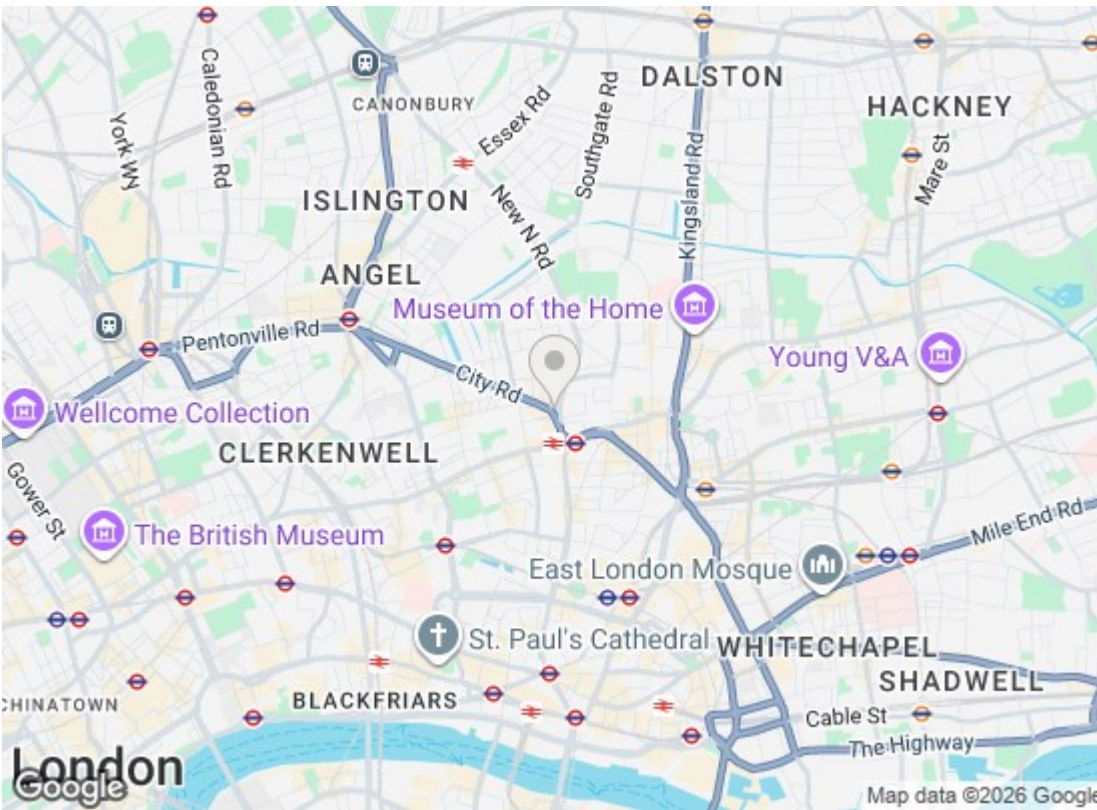 DALSTON
HACKNEY
Caledonian Rd
York WN
CANONBURY
Essex Rd
Southgate Rd
Kingsland Rd
Mare St
ISLINGTON
New N Rd
ANGEL
Museum of the Home
Pentonville Rd
Young V&A
City Rd
Wellcome Collection
CLERKENWELL
Gower St
The British Museum
Mile End Rd
East London Mosque
St. Paul's Cathedral
WHITECHAPEL
SHADWELL
CHINATOWN
BLACKFRIARS
Cable St
The Highway
London
Google
Map data ©2026 Google